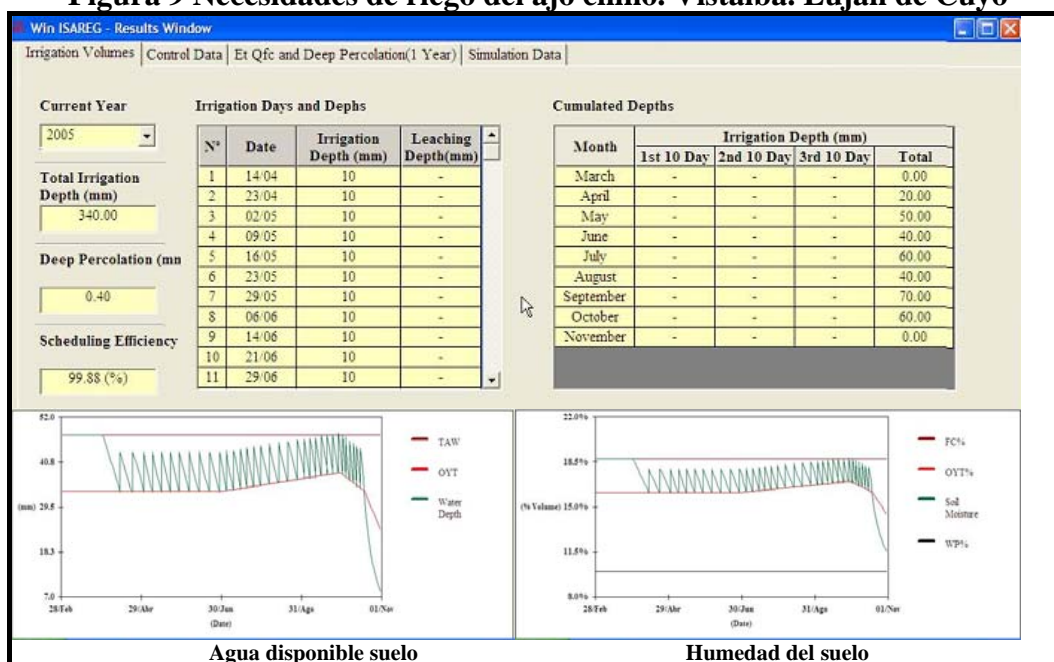 Figura 9 Necesidades de riego del ajo chino. Vistalba. Luján de Cuyo
Win ISAREG - Results Window
Irrigation Volumes Control Data Et Qfc and Deep Percolation(1 Year) Simulation Data
Current Year
2005
Total Irrigation
Depth (mm)
340.00
Deep Percolation (mn
0.40
Scheduling Efficiency
99.88 (%)
Irrigation Days and Dephs
Nº Date Irrigation Depth (mm) Leaching Depth(mm)
1 14/04 10 -
2 23/04 10 -
3 02/05 10 -
4 09/05 10 -
5 16/05 10 -
6 23/05 10 -
7 29/05 10 -
8 06/06 10 -
9 14/06 10 -
10 21/06 10 -
11 29/06 10 -
Cumulated Depths
Month Irrigation Depth (mm)
1st 10 Day 2nd 10 Day 3rd 10 Day Total
March - - - 0.00
April - - - 20.00
May - - - 50.00
June - - - 40.00
July - - - 60.00
August - - - 40.00
September - - - 70.00
October - - - 60.00
November - - - 0.00
52.0
40.8
(mm) 29.5
18.3
7.0
28/Feb 29/Abr 30/Jun 31/Ago 01/Nov
(Date)
TAW
OYT
Water
Depth
22.0%
18.5%
(% Volume) 15.0%
11.5%
8.0%
28/Feb 29/Abr 30/Jun 31/Ago 01/Nov
(Date)
FC%
OYT%
Soil
Moisture
WP%
Agua disponible suelo Humedad del suelo